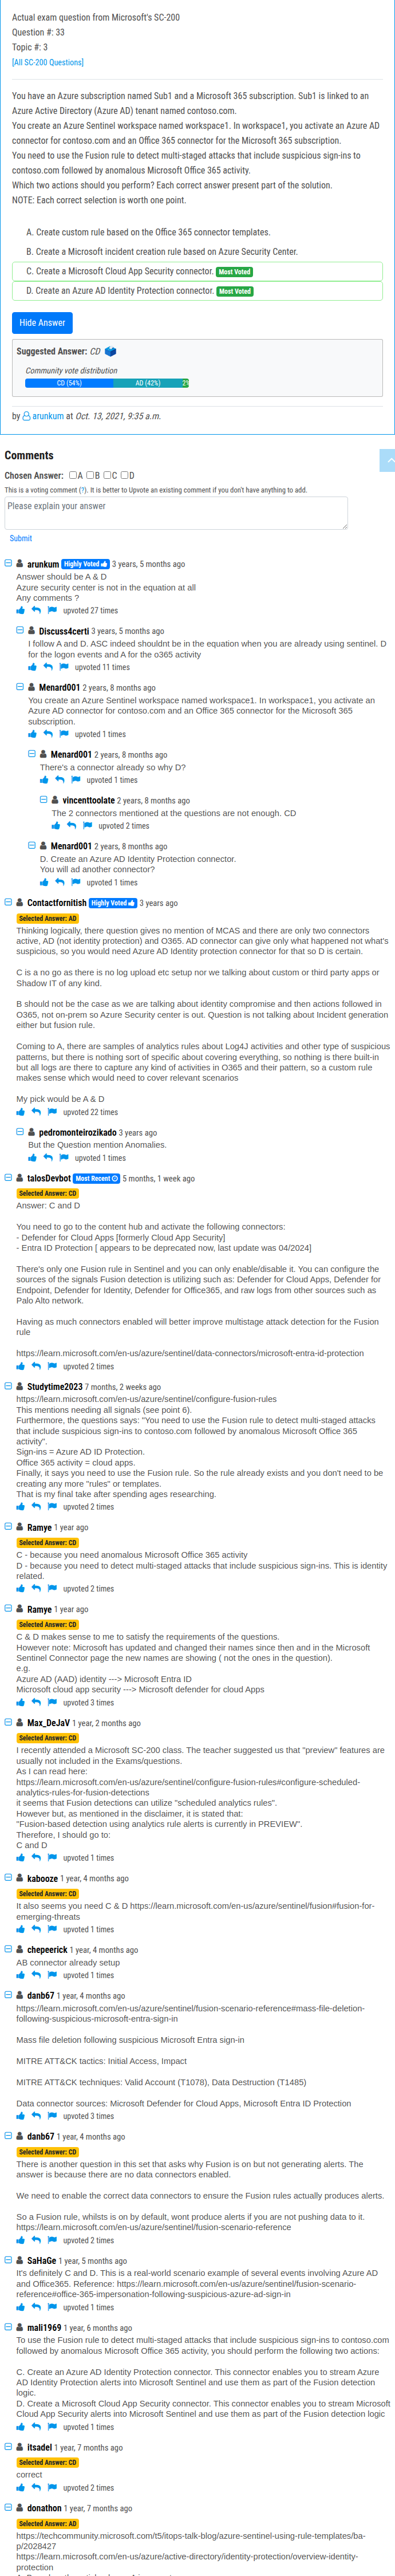 Actual exam question from Microsoft's SC-200
Question #: 33
Topic #: 3
[All SC-200 Questions]
You have an Azure subscription named Sub1 and a Microsoft 365 subscription. Sub1 is linked to an
Azure Active Directory (Azure AD) tenant named contoso.com.
You create an Azure Sentinel workspace named workspace1. In workspace1, you activate an Azure AD
connector for contoso.com and an Office 365 connector for the Microsoft 365 subscription.
You need to use the Fusion rule to detect multi-staged attacks that include suspicious sign-ins to
contoso.com followed by anomalous Microsoft Office 365 activity.
Which two actions should you perform? Each correct answer present part of the solution.
NOTE: Each correct selection is worth one point.
A. Create custom rule based on the Office 365 connector templates.
B. Create a Microsoft incident creation rule based on Azure Security Center.
C. Create a Microsoft Cloud App Security connector. Most Voted
D. Create an Azure AD Identity Protection connector. Most Voted
Hide Answer
Suggested Answer: CD
Community vote distribution
CD (54%) AD (42%) 2%
by arunkum at Oct. 13, 2021, 9:35 a.m.
Comments
Chosen Answer: A B C D
This is a voting comment (?). It is better to Upvote an existing comment if you don't have anything to add.
Please explain your answer
Submit
arunkum Highly Voted 3 years, 5 months ago
Answer should be A & D
Azure security center is not in the equation at all
Any comments ?
upvoted 27 times
Discuss4certi 3 years, 5 months ago
I follow A and D. ASC indeed shouldnt be in the equation when you are already using sentinel. D
for the logon events and A for the o365 activity
upvoted 11 times
Menard001 2 years, 8 months ago
You create an Azure Sentinel workspace named workspace1. In workspace1, you activate an
Azure AD connector for contoso.com and an Office 365 connector for the Microsoft 365
subscription.
upvoted 1 times
Menard001 2 years, 8 months ago
There's a connector already so why D?
upvoted 1 times
vincenttoolate 2 years, 8 months ago
The 2 connectors mentioned at the questions are not enough. CD
upvoted 2 times
Menard001 2 years, 8 months ago
D. Create an Azure AD Identity Protection connector.
You will ad another connector?
upvoted 1 times
Contactfornitish Highly Voted 3 years ago
Selected Answer: AD
Thinking logically, there question gives no mention of MCAS and there are only two connectors
active, AD (not identity protection) and O365. AD connector can give only what happened not what's
suspicious, so you would need Azure AD Identity protection connector for that so D is certain.
C is a no go as there is no log upload etc setup nor we talking about custom or third party apps or
Shadow IT of any kind.
B should not be the case as we are talking about identity compromise and then actions followed in
O365, not on-prem so Azure Security Center is out. Question is not talking about Incident generation
either but fusion rule.
Coming to A, there are samples of analytics rules about Log4J activities and other type of suspicious
patterns, but there is nothing sort of specific about covering everything, so nothing is there built-in
but all logs are there to capture any kind of activities in O365 and their pattern, so a custom rule
makes sense which would need to cover relevant scenarios
My pick would be A & D
upvoted 22 times
pedromonteirozikado 3 years ago
But the Question mention Anomalies.
upvoted 1 times
talosDevbot Most Recent 5 months, 1 week ago
Selected Answer: CD
Answer: C and D
You need to go to the content hub and activate the following connectors:
- Defender for Cloud Apps [formerly Cloud App Security]
- Entra ID Protection [ appears to be deprecated now, last update was 04/2024]
There's only one Fusion rule in Sentinel and you can only enable/disable it. You can configure the
sources of the signals Fusion detection is utilizing such as: Defender for Cloud Apps, Defender for
Endpoint, Defender for Identity, Defender for Office365, and raw logs from other sources such as
Palo Alto network.
Having as much connectors enabled will better improve multistage attack detection for the Fusion
rule
https://learn.microsoft.com/en-us/azure/sentinel/data-connectors/microsoft-entra-id-protection
upvoted 2 times
Studytime2023 7 months, 2 weeks ago
https://learn.microsoft.com/en-us/azure/sentinel/configure-fusion-rules
This mentions needing all signals (see point 6).
Furthermore, the questions says: "You need to use the Fusion rule to detect multi-staged attacks
that include suspicious sign-ins to contoso.com followed by anomalous Microsoft Office 365
activity".
Sign-ins = Azure AD ID Protection.
Office 365 activity = cloud apps.
Finally, it says you need to use the Fusion rule. So the rule already exists and you don't need to be
creating any more "rules" or templates.
That is my final take after spending ages researching.
upvoted 2 times
Ramye 1 year ago
Selected Answer: CD
C - because you need anomalous Microsoft Office 365 activity
D - because you need to detect multi-staged attacks that include suspicious sign-ins. This is identity
related.
upvoted 2 times
Ramye 1 year ago
Selected Answer: CD
C & D makes sense to me to satisfy the requirements of the questions.
However note: Microsoft has updated and changed their names since then and in the Microsoft
Sentinel Connector page the new names are showing ( not the ones in the question).
e.g.
Azure AD (AAD) identity ---> Microsoft Entra ID
Microsoft cloud app security ---> Microsoft defender for cloud Apps
upvoted 3 times
Max_DeJaV 1 year, 2 months ago
Selected Answer: CD
I recently attended a Microsoft SC-200 class. The teacher suggested us that "preview" features are
usually not included in the Exams/questions.
As I can read here:
https://learn.microsoft.com/en-us/azure/sentinel/configure-fusion-rules#configure-scheduled-
analytics-rules-for-fusion-detections
it seems that Fusion detections can utilize "scheduled analytics rules".
However but, as mentioned in the disclaimer, it is stated that:
"Fusion-based detection using analytics rule alerts is currently in PREVIEW".
Therefore, I should go to:
C and D
upvoted 1 times
kabooze 1 year, 4 months ago
Selected Answer: CD
It also seems you need C & D https://learn.microsoft.com/en-us/azure/sentinel/fusion#fusion-for-
emerging-threats
upvoted 1 times
chepeerick 1 year, 4 months ago
AB connector already setup
upvoted 1 times
danb67 1 year, 4 months ago
https://learn.microsoft.com/en-us/azure/sentinel/fusion-scenario-reference#mass-file-deletion-
following-suspicious-microsoft-entra-sign-in
Mass file deletion following suspicious Microsoft Entra sign-in
MITRE ATT&CK tactics: Initial Access, Impact
MITRE ATT&CK techniques: Valid Account (T1078), Data Destruction (T1485)
Data connector sources: Microsoft Defender for Cloud Apps, Microsoft Entra ID Protection
upvoted 3 times
danb67 1 year, 4 months ago
Selected Answer: CD
There is another question in this set that asks why Fusion is on but not generating alerts. The
answer is because there are no data connectors enabled.
We need to enable the correct data connectors to ensure the Fusion rules actually produces alerts.
So a Fusion rule, whilsts is on by default, wont produce alerts if you are not pushing data to it.
https://learn.microsoft.com/en-us/azure/sentinel/fusion-scenario-reference
upvoted 2 times
SaHaGe 1 year, 5 months ago
It's definitely C and D. This is a real-world scenario example of several events involving Azure AD
and Office365. Reference: https://learn.microsoft.com/en-us/azure/sentinel/fusion-scenario-
reference#office-365-impersonation-following-suspicious-azure-ad-sign-in
upvoted 1 times
mali1969 1 year, 6 months ago
To use the Fusion rule to detect multi-staged attacks that include suspicious sign-ins to contoso.com
followed by anomalous Microsoft Office 365 activity, you should perform the following two actions:
C. Create an Azure AD Identity Protection connector. This connector enables you to stream Azure
AD Identity Protection alerts into Microsoft Sentinel and use them as part of the Fusion detection
logic.
D. Create a Microsoft Cloud App Security connector. This connector enables you to stream Microsoft
Cloud App Security alerts into Microsoft Sentinel and use them as part of the Fusion detection logic
upvoted 1 times
itsadel 1 year, 7 months ago
Selected Answer: CD
correct
upvoted 2 times
donathon 1 year, 7 months ago
Selected Answer: AD
https://techcommunity.microsoft.com/t5/itops-talk-blog/azure-sentinel-using-rule-templates/ba-
p/2028427
https://learn.microsoft.com/en-us/azure/active-directory/identity-protection/overview-identity-
protection